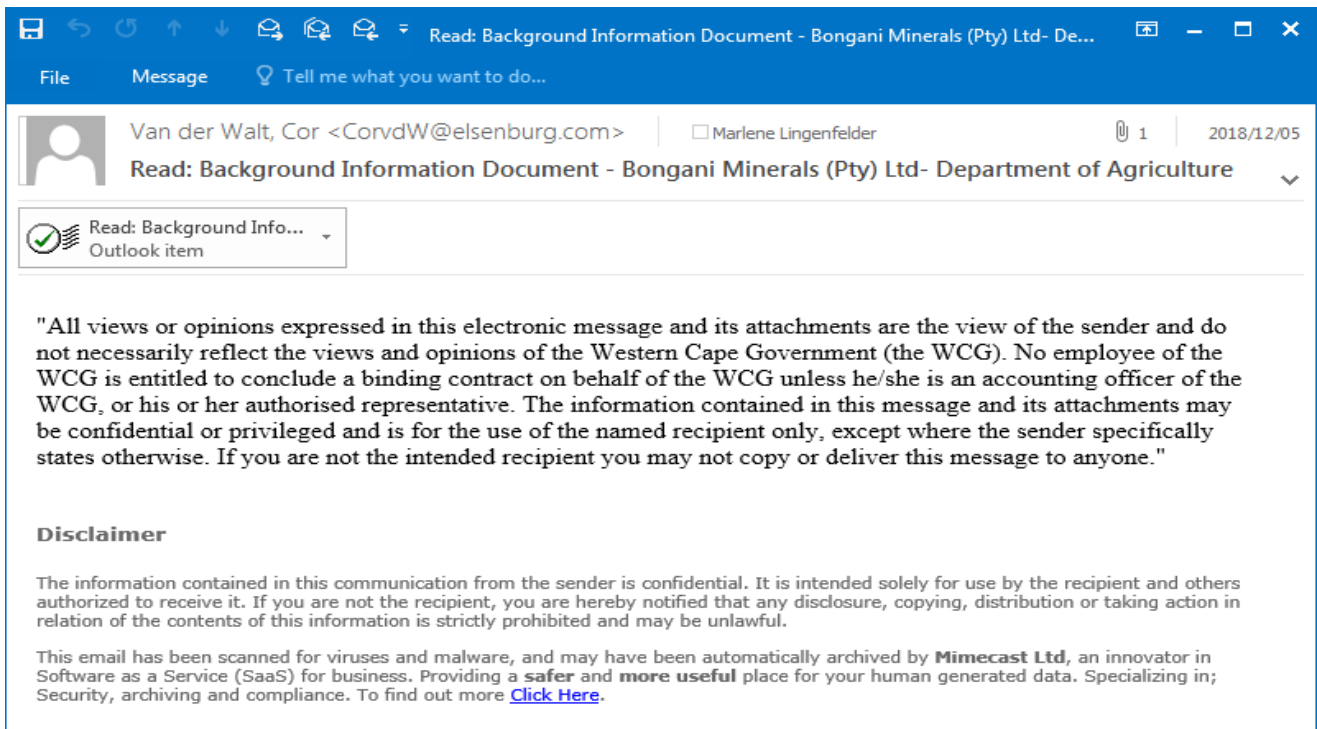 Read: Background Information Document - Bongani Minerals (Pty) Ltd- De...
File Message Tell me what you want to do...
Van der Walt, Cor <CorvdW@elsenburg.com> Marlene Lingenfelder 1 2018/12/05
Read: Background Information Document - Bongani Minerals (Pty) Ltd- Department of Agriculture
Read: Background Info...
Outlook item
"All views or opinions expressed in this electronic message and its attachments are the view of the sender and do
not necessarily reflect the views and opinions of the Western Cape Government (the WCG). No employee of the
WCG is entitled to conclude a binding contract on behalf of the WCG unless he/she is an accounting officer of the
WCG, or his or her authorised representative. The information contained in this message and its attachments may
be confidential or privileged and is for the use of the named recipient only, except where the sender specifically
states otherwise. If you are not the intended recipient you may not copy or deliver this message to anyone."
Disclaimer
The information contained in this communication from the sender is confidential. It is intended solely for use by the recipient and others
authorized to receive it. If you are not the recipient, you are hereby notified that any disclosure, copying, distribution or taking action in
relation of the contents of this information is strictly prohibited and may be unlawful.
This email has been scanned for viruses and malware, and may have been automatically archived by Mimecast Ltd, an innovator in
Software as a Service (SaaS) for business. Providing a safer and more useful place for your human generated data. Specializing in;
Security, archiving and compliance. To find out more Click Here.